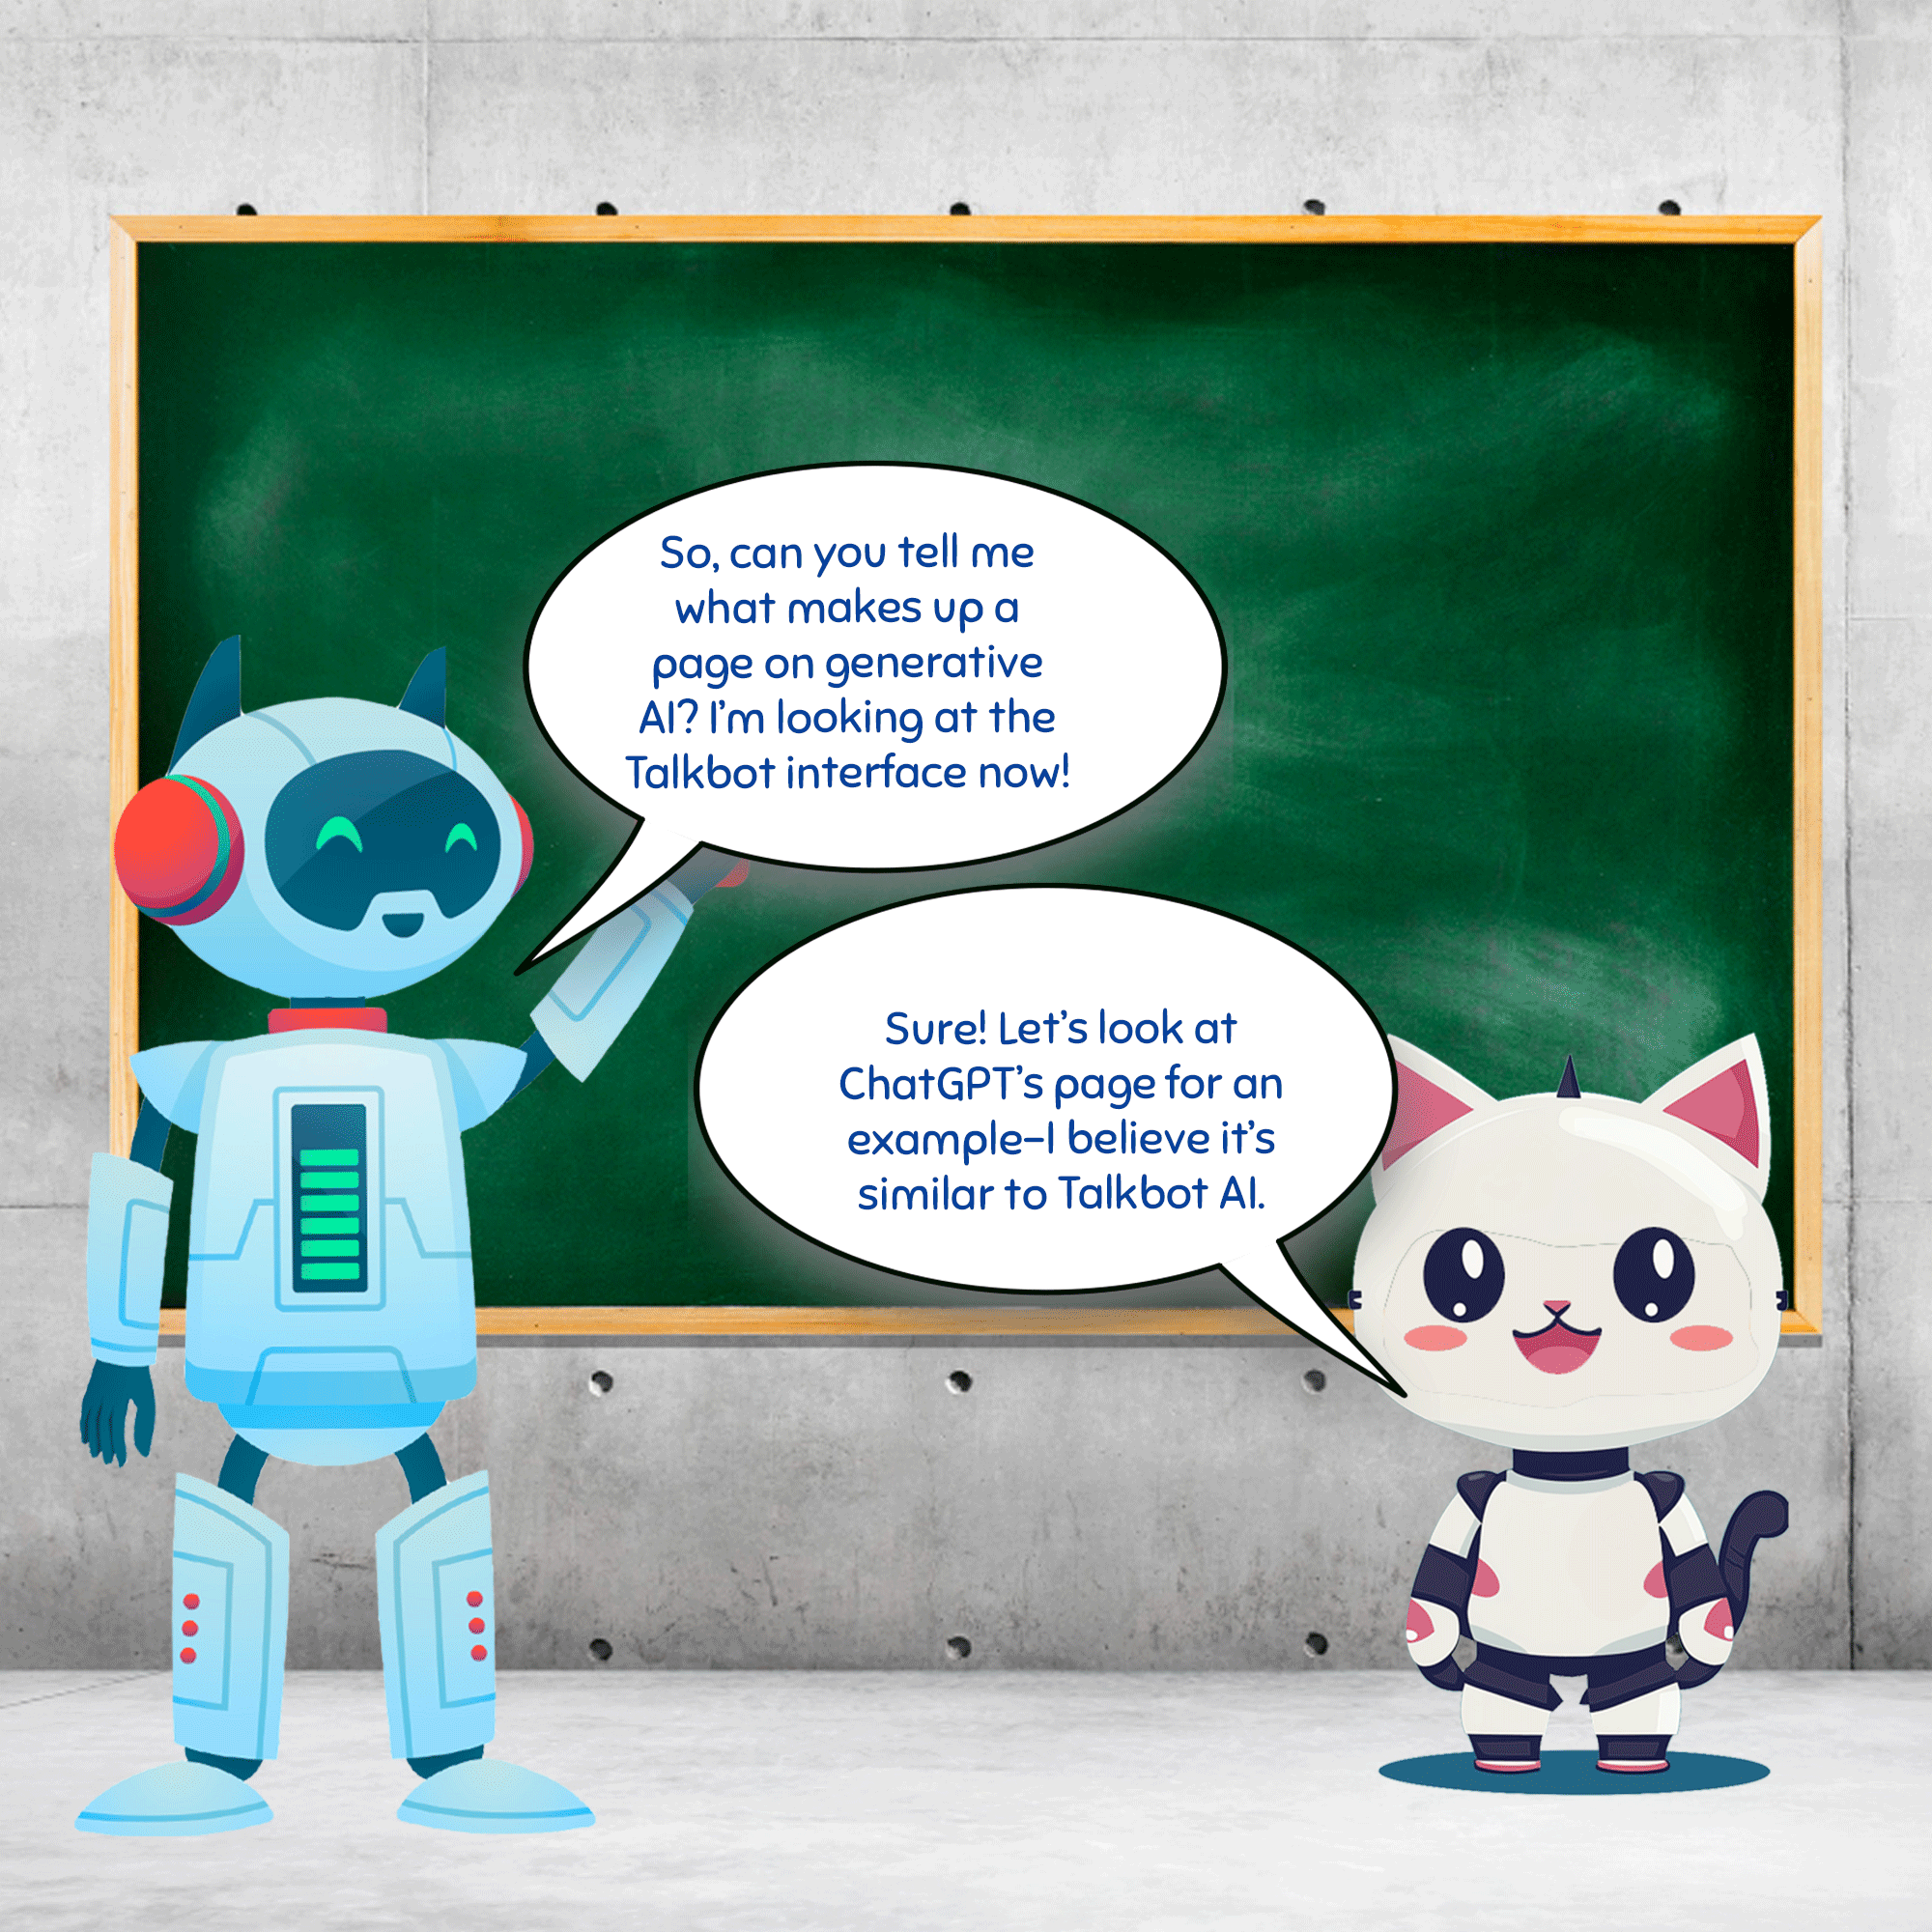 So, can you tell me
what makes up a
page on generative
AI? I'm looking at the
Talkbot interface now!
Sure! Let's look at
ChatGPT's page for an
example–I believe it's
similar to Talkbot AI.